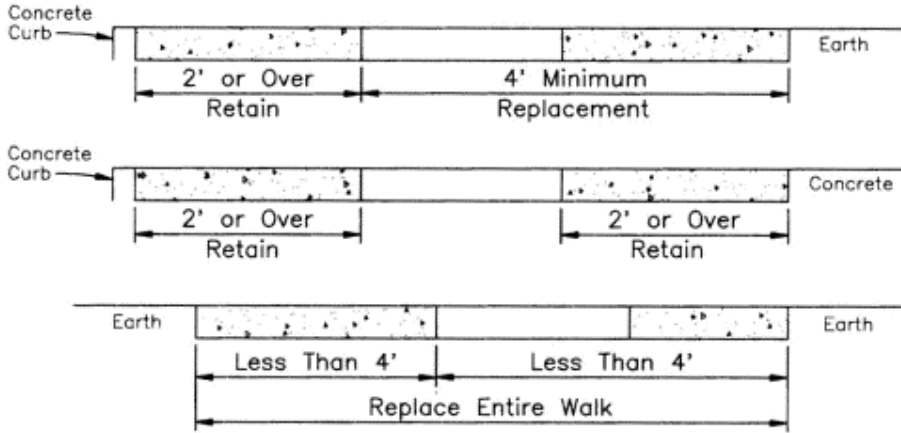 Concrete
Curb
Earth
2' or Over
4' Minimum
Retain
Replacement
Concrete
Curb
Concrete
2' or Over
2' or Over
Retain
Retain
Earth
Earth
Less Than 4'
Less Than 4'
Replace Entire Walk